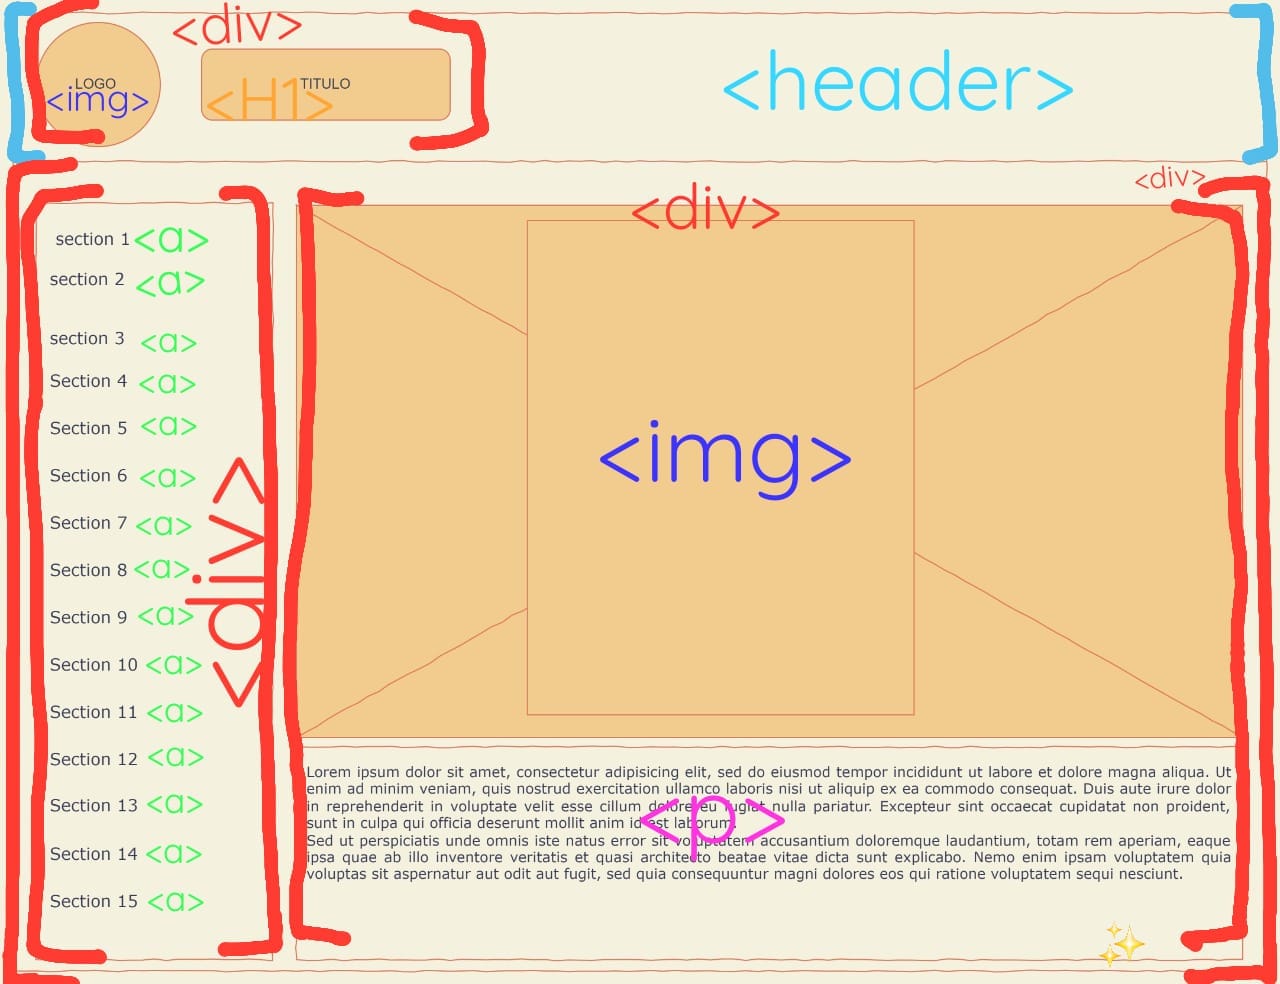 <div>
<header>
LOGO
<img>
TITULO
<H1>
<div>
<div>
section 1 <a>
section 2 <a>
section 3 <a>
Section 4 <a>
Section 5 <a>
Section 6 <a>
Section 7 <a>
Section 8 <a>
Section 9 <a>
Section 10 <a>
Section 11 <a>
Section 12 <a>
Section 13 <a>
Section 14 <a>
Section 15 <a>
<div>
<img>
Lorem ipsum dolor sit amet, consectetur adipisicing elit, sed do eiusmod tempor incididunt ut labore et dolore magna aliqua. Ut
enim ad minim veniam, quis nostrud exercitation ullamco laboris nisi ut aliquip ex ea commodo consequat. Duis aute irure dolor
in reprehenderit in voluptate velit esse cillum dolore eu fugiat nulla pariatur. Excepteur sint occaecat cupidatat non proident,
sunt in culpa qui officia deserunt mollit anim id est laborum.
<p>
Sed ut perspiciatis unde omnis iste natus error sit voluptatem accusantium doloremque laudantium, totam rem aperiam, eaque
ipsa quae ab illo inventore veritatis et quasi architecto beatae vitae dicta sunt explicabo. Nemo enim ipsam voluptatem quia
voluptas sit aspernatur aut odit aut fugit, sed quia consequuntur magni dolores eos qui ratione voluptatem sequi nesciunt.